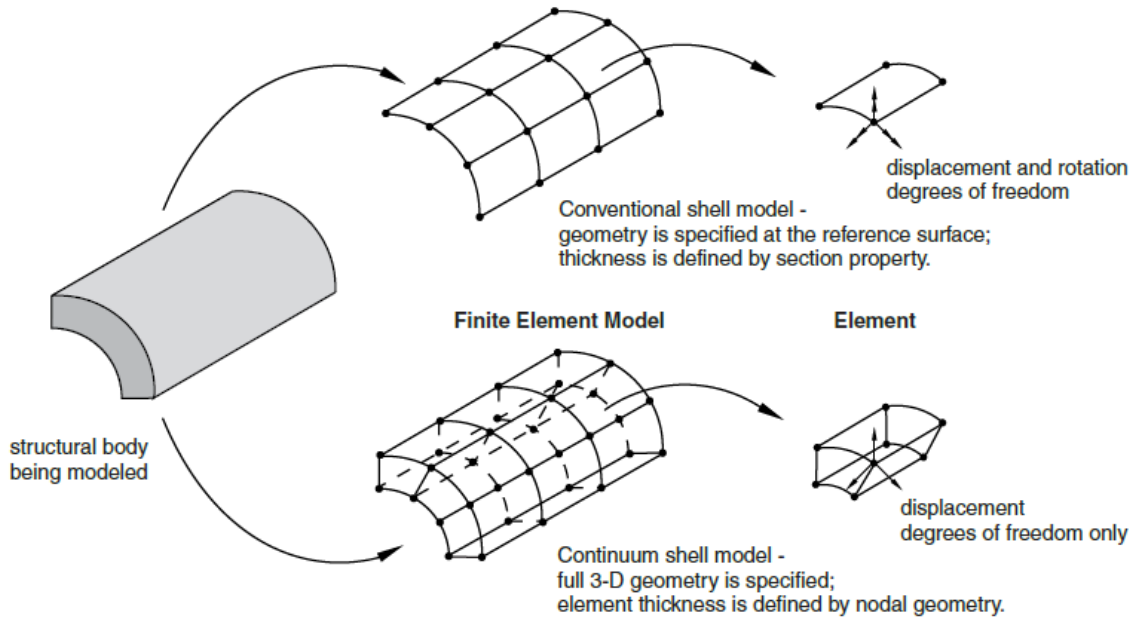 displacement and rotation
degrees of freedom
Conventional shell model -
geometry is specified at the reference surface;
thickness is defined by section property.
Finite Element Model
Element
structural body
being modeled
displacement
degrees of freedom only
Continuum shell model -
full 3-D geometry is specified;
element thickness is defined by nodal geometry.